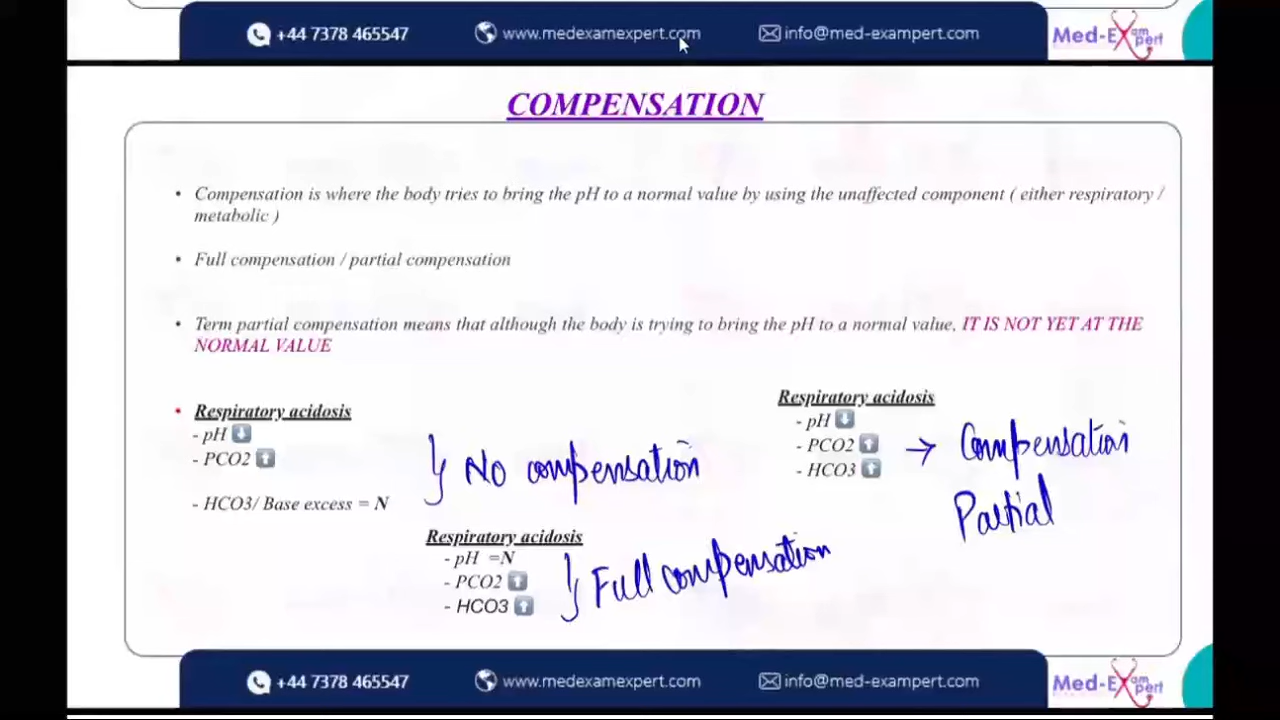 +44 7378 465547 www.medexamexpert.com info@med-exampert.com Med-Exampert
COMPENSATION
• Compensation is where the body tries to bring the pH to a normal value by using the unaffected component ( either respiratory /
metabolic )
• Full compensation / partial compensation
• Term partial compensation means that although the body is trying to bring the pH to a normal value, IT IS NOT YET AT THE
NORMAL VALUE
• Respiratory acidosis
- pH ⬇
- PCO2 ⬆
- HCO3/ Base excess = N
No compensation
Respiratory acidosis
- pH ⬇
- PCO2 ⬆
- HCO3 ⬆
→ Compensation
Partial
Respiratory acidosis
- pH =N
- PCO2 ⬆
- HCO3 ⬆
Full compensation
+44 7378 465547 www.medexamexpert.com info@med-exampert.com Med-Exampert